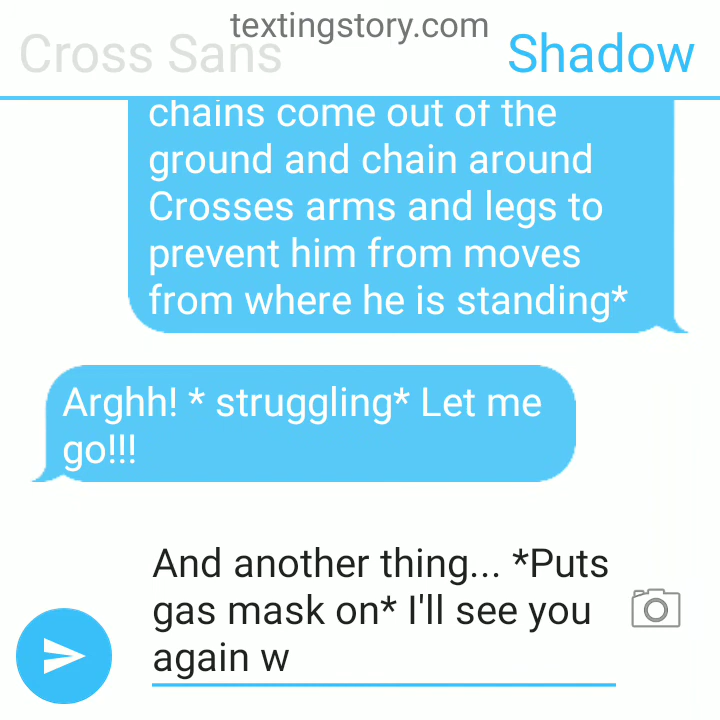 textingstory.com
Cross Sans
Shadow
chains come out of the
ground and chain around
Crosses arms and legs to
prevent him from moves
from where he is standing*
Arghh! * struggling* Let me
go!!!
And another thing... *Puts
gas mask on* I'll see you
again w